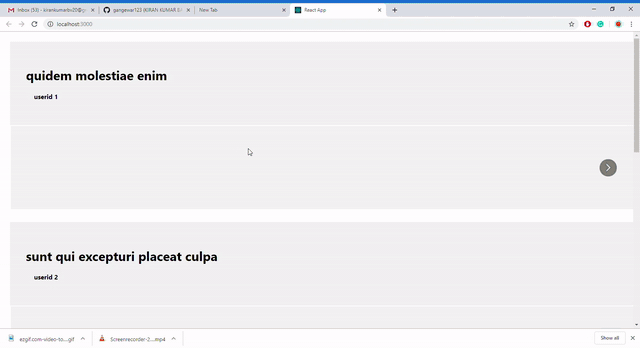 Inbox (53) - kirankumarbv20@g
gangewar123 (KIRAN KUMAR B
New Tab
React App
localhost:3000
quidem molestiae enim
userid 1
sunt qui excepturi placeat culpa
userid 2
ezgif.com-video-to....gif
Screenrecorder-2....mp4
Show all